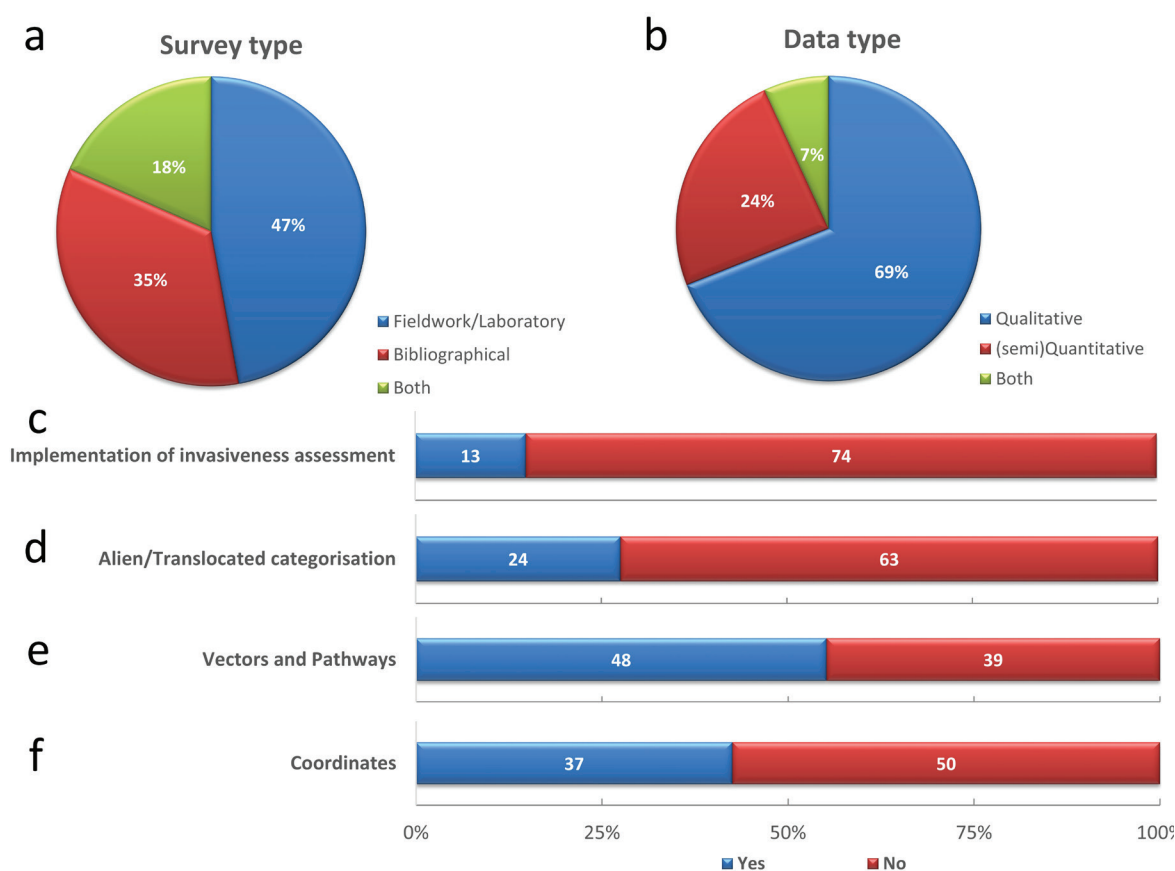 a
Survey type
18%
47%
35%
Fieldwork/Laboratory
Bibliographical
Both
b
Data type
7%
24%
69%
Qualitative
(semi)Quantitative
Both
c
Implementation of invasiveness assessment
13
74
d
Alien/Translocated categorisation
24
63
e
Vectors and Pathways
48
39
f
Coordinates
37
50
0%
25%
50%
75%
100%
Yes
No